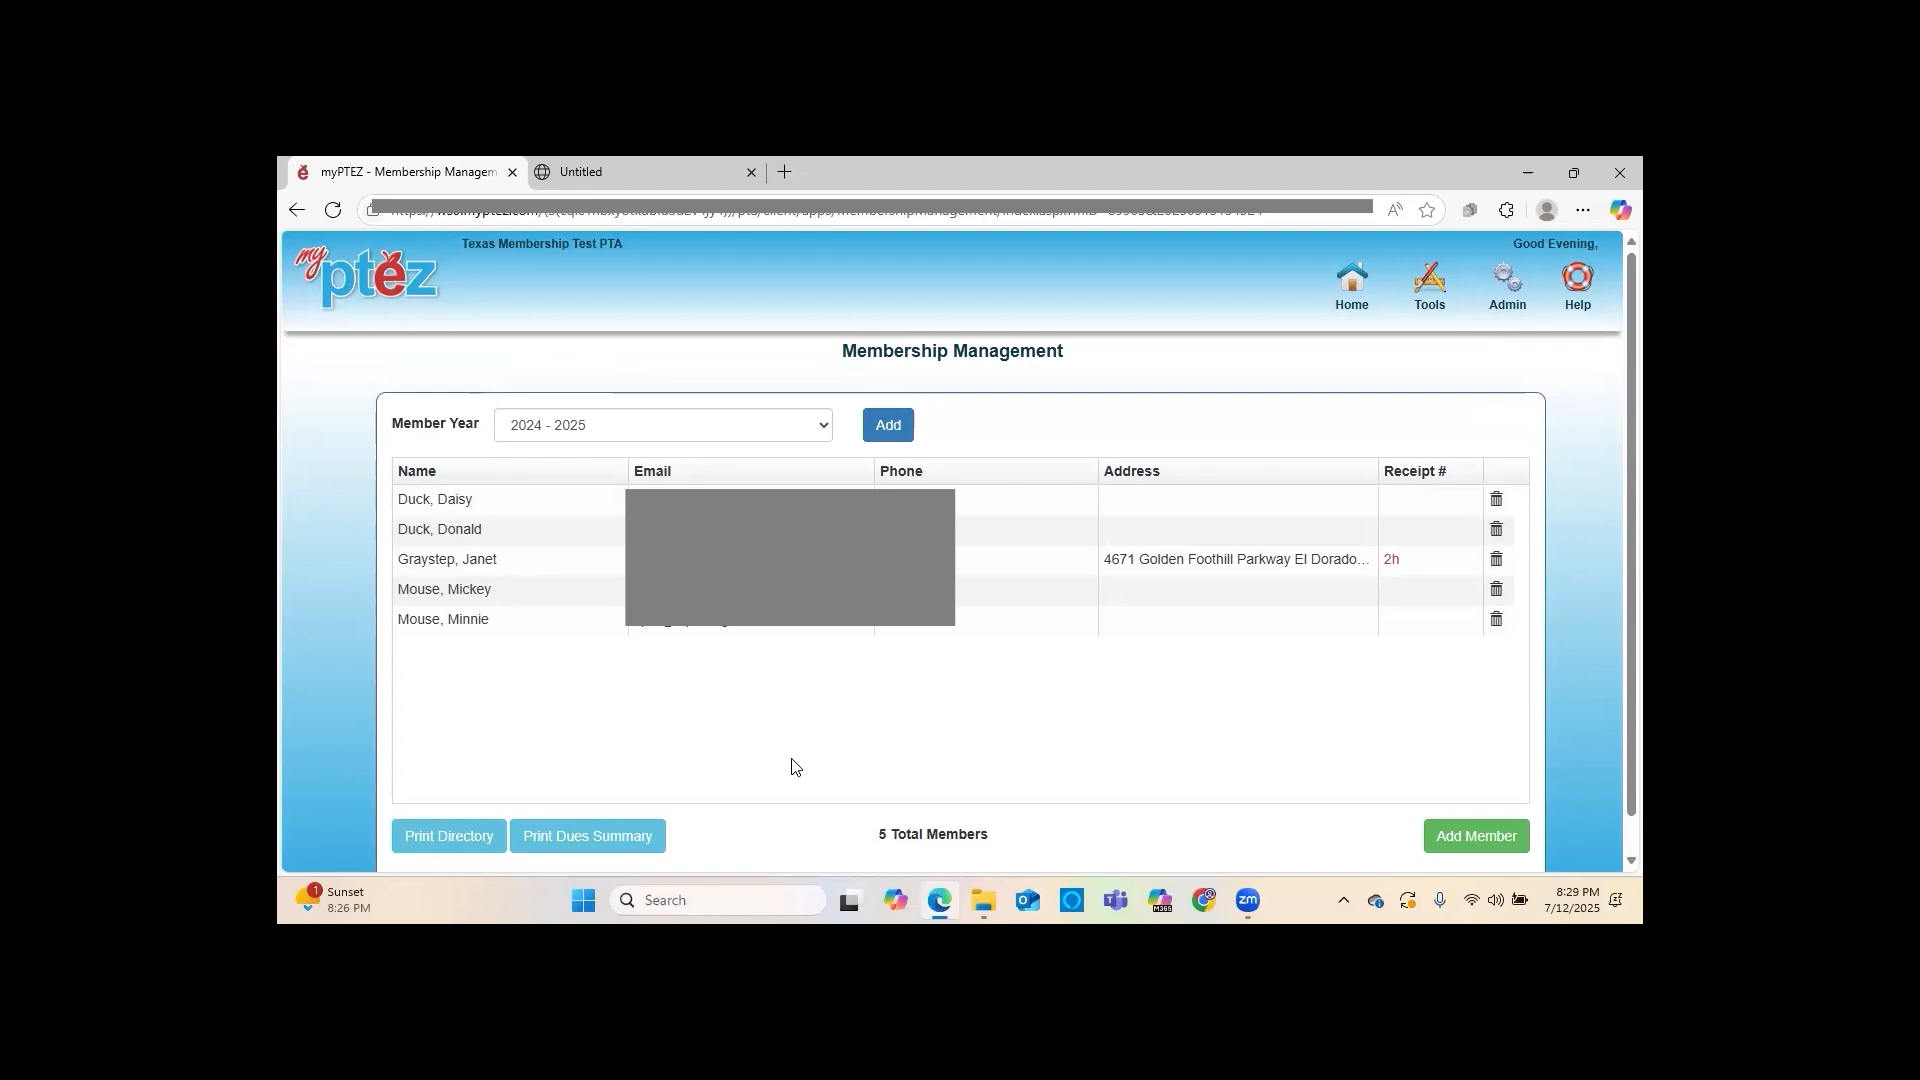 myPTEZ - Membership Managem
Untitled
Texas Membership Test PTA
Good Evening,
my ptez
Home
Tools
Admin
Help
Membership Management
Member Year
2024 - 2025
Add
Name Email Phone Address Receipt #
Duck, Daisy
Duck, Donald
Graystep, Janet 4671 Golden Foothill Parkway El Dorado... 2h
Mouse, Mickey
Mouse, Minnie
Print Directory
Print Dues Summary
5 Total Members
Add Member
1
Sunset
8:26 PM
Search
M365
zm
8:29 PM
7/12/2025